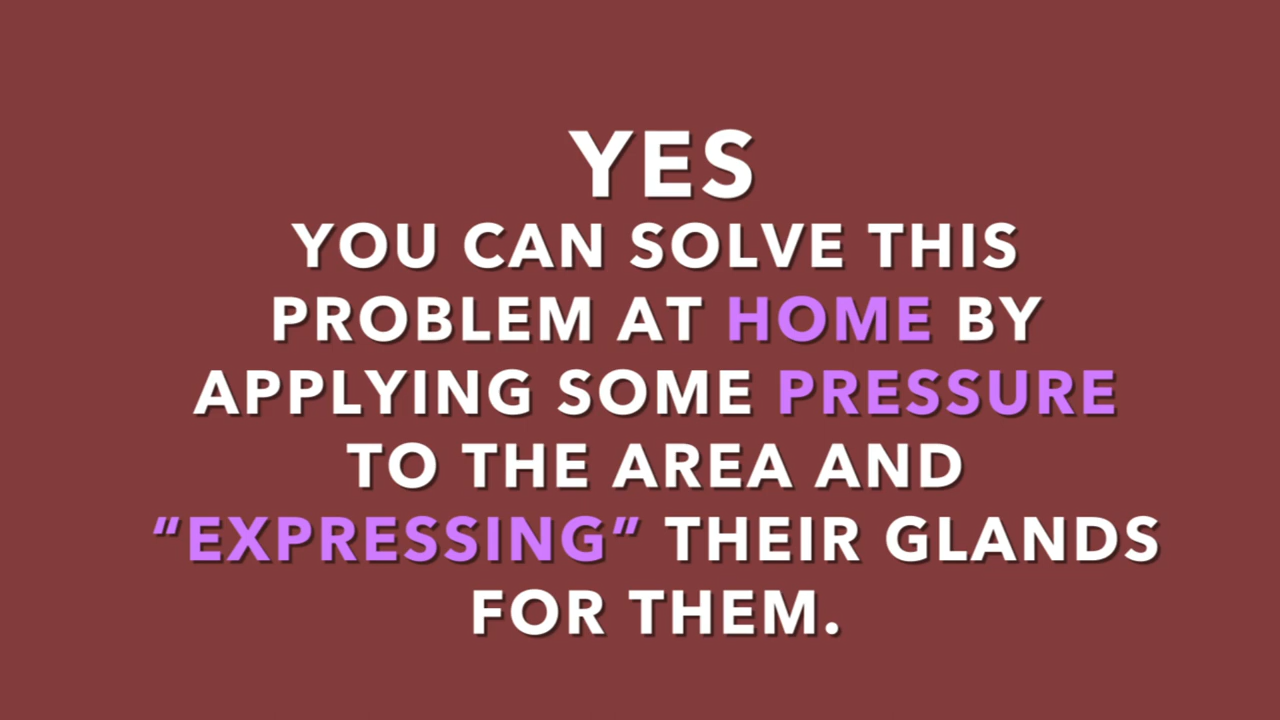 YES
YOU CAN SOLVE THIS
PROBLEM AT HOME BY
APPLYING SOME PRESSURE
TO THE AREA AND
“EXPRESSING” THEIR GLANDS
FOR THEM.